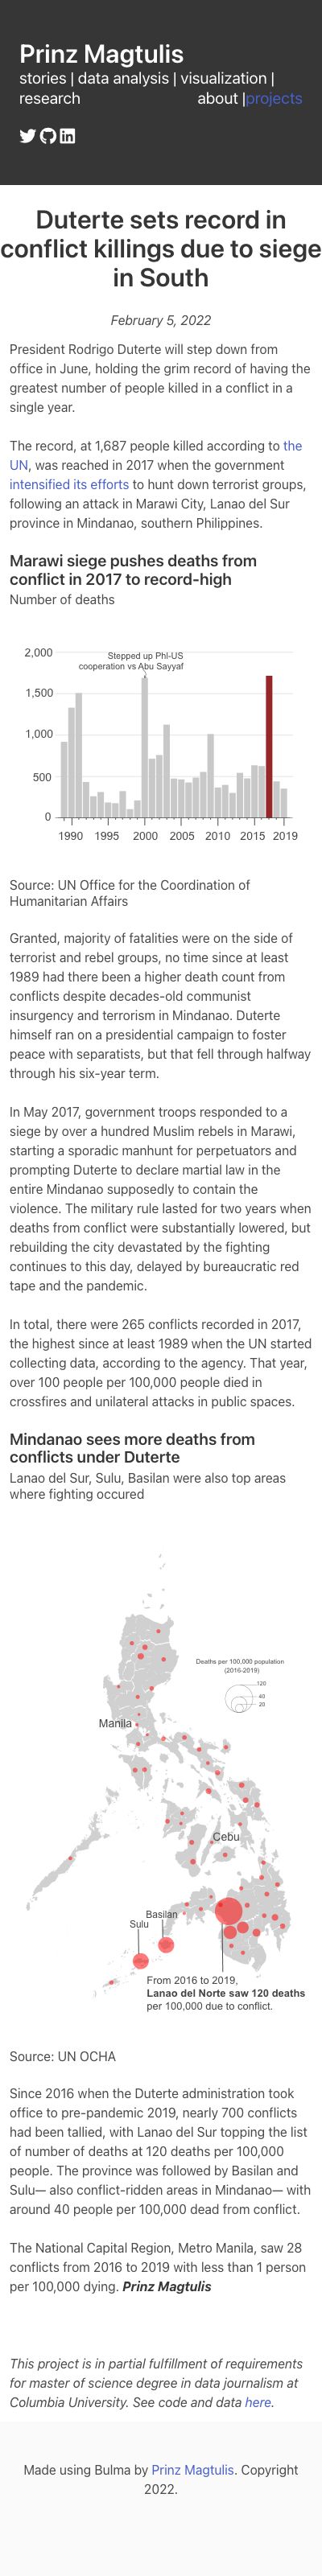 Prinz Magtulis
stories | data analysis | visualization |
research about |projects
Duterte sets record in
conflict killings due to siege
in South
February 5, 2022
President Rodrigo Duterte will step down from
office in June, holding the grim record of having the
greatest number of people killed in a conflict in a
single year.
The record, at 1,687 people killed according to the
UN, was reached in 2017 when the government
intensified its efforts to hunt down terrorist groups,
following an attack in Marawi City, Lanao del Sur
province in Mindanao, southern Philippines.
Marawi siege pushes deaths from
conflict in 2017 to record-high
Number of deaths
Stepped up Phl-US
cooperation vs Abu Sayyaf
2,000
1,500
1,000
500
0
1990 1995 2000 2005 2010 2015 2019
Source: UN Office for the Coordination of
Humanitarian Affairs
Granted, majority of fatalities were on the side of
terrorist and rebel groups, no time since at least
1989 had there been a higher death count from
conflicts despite decades-old communist
insurgency and terrorism in Mindanao. Duterte
himself ran on a presidential campaign to foster
peace with separatists, but that fell through halfway
through his six-year term.
In May 2017, government troops responded to a
siege by over a hundred Muslim rebels in Marawi,
starting a sporadic manhunt for perpetuators and
prompting Duterte to declare martial law in the
entire Mindanao supposedly to contain the
violence. The military rule lasted for two years when
deaths from conflict were substantially lowered, but
rebuilding the city devastated by the fighting
continues to this day, delayed by bureaucratic red
tape and the pandemic.
In total, there were 265 conflicts recorded in 2017,
the highest since at least 1989 when the UN started
collecting data, according to the agency. That year,
over 100 people per 100,000 people died in
crossfires and unilateral attacks in public spaces.
Mindanao sees more deaths from
conflicts under Duterte
Lanao del Sur, Sulu, Basilan were also top areas
where fighting occured
Deaths per 100,000 population
(2016-2019)
120
40
20
Manila
Cebu
Basilan
Sulu
From 2016 to 2019,
Lanao del Norte saw 120 deaths
per 100,000 due to conflict.
Source: UN OCHA
Since 2016 when the Duterte administration took
office to pre-pandemic 2019, nearly 700 conflicts
had been tallied, with Lanao del Sur topping the list
of number of deaths at 120 deaths per 100,000
people. The province was followed by Basilan and
Sulu— also conflict-ridden areas in Mindanao— with
around 40 people per 100,000 dead from conflict.
The National Capital Region, Metro Manila, saw 28
conflicts from 2016 to 2019 with less than 1 person
per 100,000 dying. Prinz Magtulis
This project is in partial fulfillment of requirements
for master of science degree in data journalism at
Columbia University. See code and data here.
Made using Bulma by Prinz Magtulis. Copyright
2022.